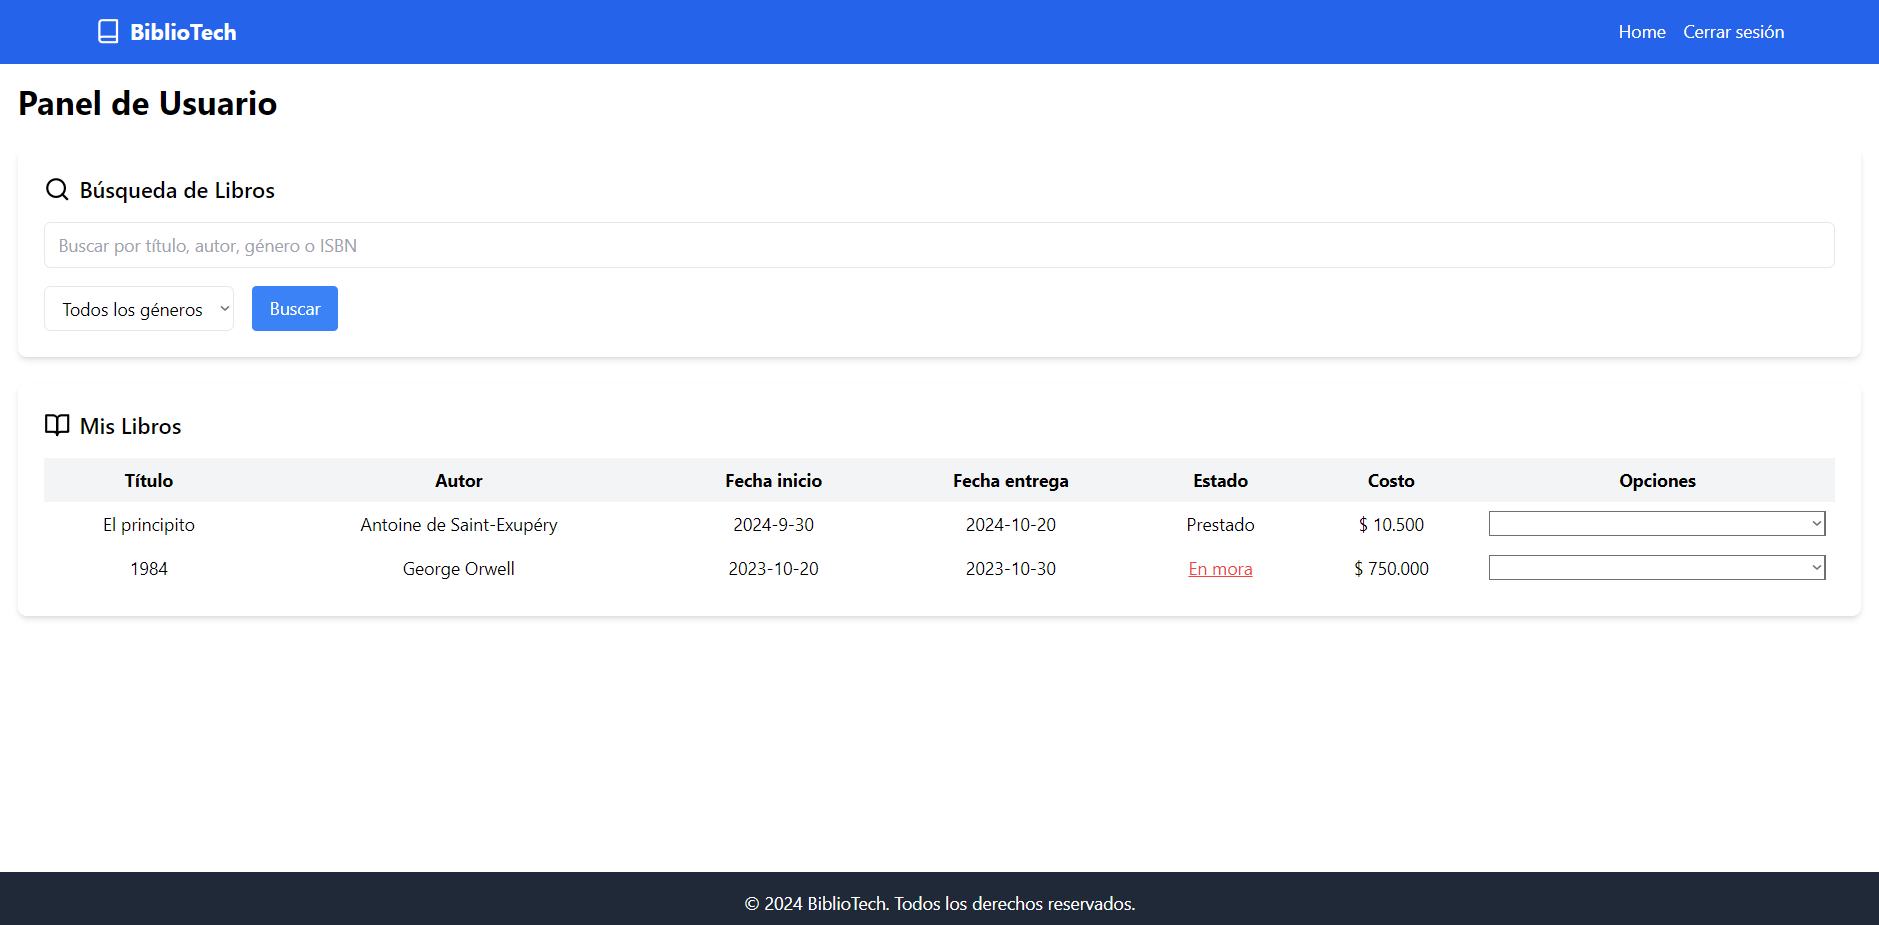 BiblioTech Home Cerrar sesión
Panel de Usuario
Búsqueda de Libros
Buscar por título, autor, género o ISBN
Todos los géneros Buscar
Mis Libros
Título Autor Fecha inicio Fecha entrega Estado Costo Opciones
El principito Antoine de Saint-Exupéry 2024-9-30 2024-10-20 Prestado $ 10.500
1984 George Orwell 2023-10-20 2023-10-30 En mora $ 750.000
© 2024 BiblioTech. Todos los derechos reservados.